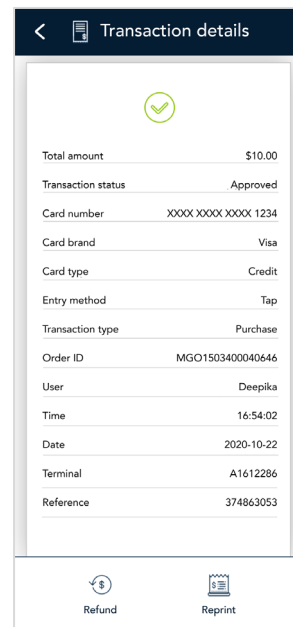 Transaction details
Total amount $10.00
Transaction status Approved
Card number XXXX XXXX XXXX 1234
Card brand Visa
Card type Credit
Entry method Tap
Transaction type Purchase
Order ID MGO1503400040646
User Deepika
Time 16:54:02
Date 2020-10-22
Terminal A1612286
Reference 374863053
Refund Reprint